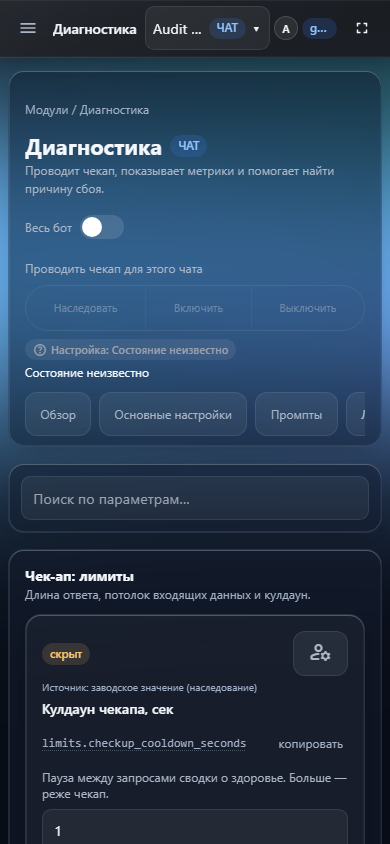 Диагностика
Audit ... ЧАТ ▾
A
g...
Модули / Диагностика
Диагностика ЧАТ
Проводит чекап, показывает метрики и помогает найти
причину сбоя.
Весь бот
Проводить чекап для этого чата
Наследовать Включить Выключить
Настройка: Состояние неизвестно
Состояние неизвестно
Обзор Основные настройки Промпты
Поиск по параметрам...
Чек-ап: лимиты
Длина ответа, потолок входящих данных и кулдаун.
скрыт
Источник: заводское значение (наследование)
Кулдаун чекапа, сек
limits.checkup_cooldown_seconds копировать
Пауза между запросами сводки о здоровье. Больше —
реже чекап.
1